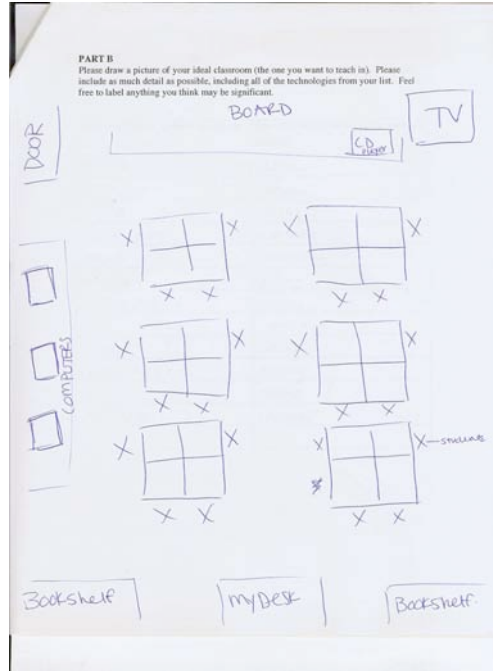 PART B
Please draw a picture of your ideal classroom (the one you want to teach in). Please
include as much detail as possible, including all of the technologies from your list. Feel
free to label anything you think may be significant.
BOARD
TV
CD
Player
DOOR
COMPUTERS
X X X X
X X X X
X X X X
X X X X
X X X X—students
X X X X
Bookshelf
My Desk
Bookshelf